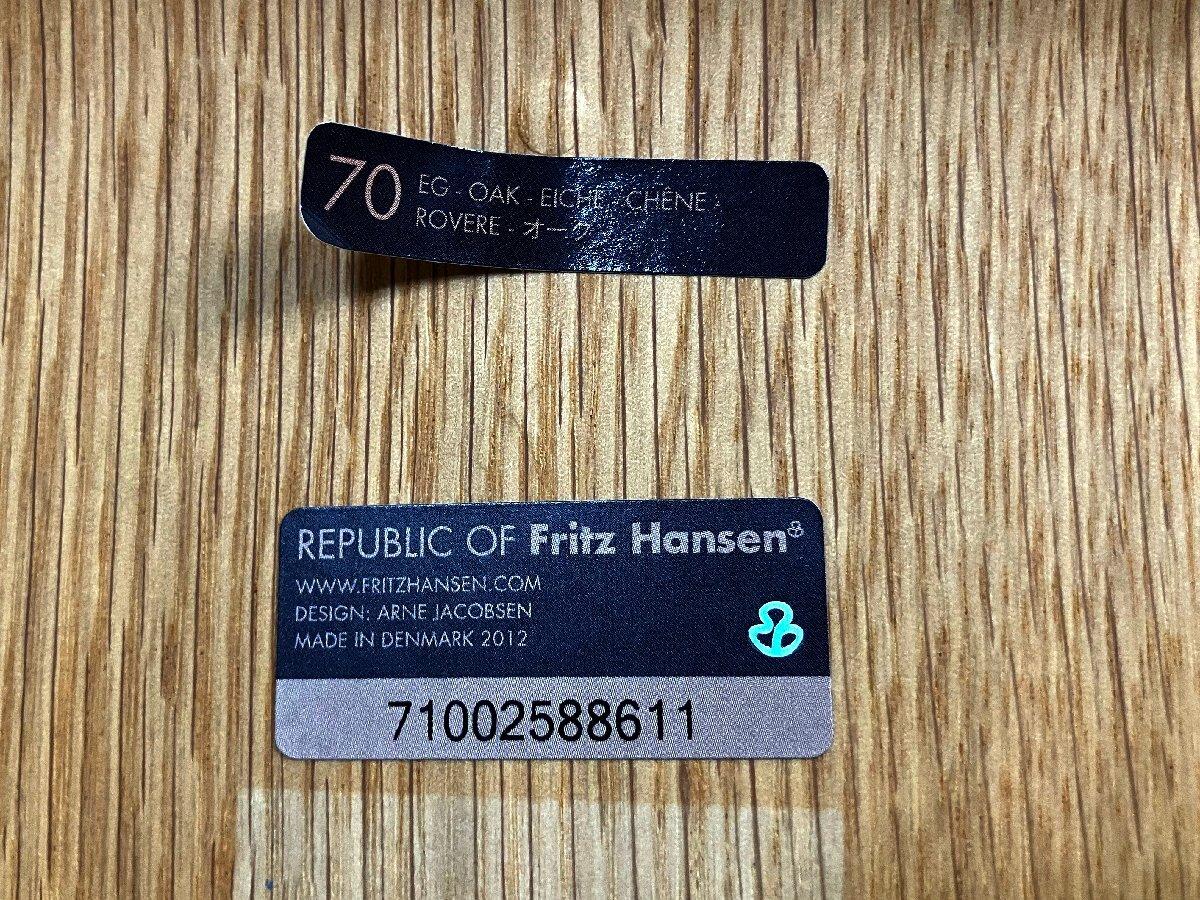 70
EG - OAK - EICHE - CHÊNE
ROVERE - オーク
REPUBLIC OF Fritz Hansen
WWW.FRITZHANSEN.COM
DESIGN: ARNE JACOBSEN
MADE IN DENMARK 2012
71002588611